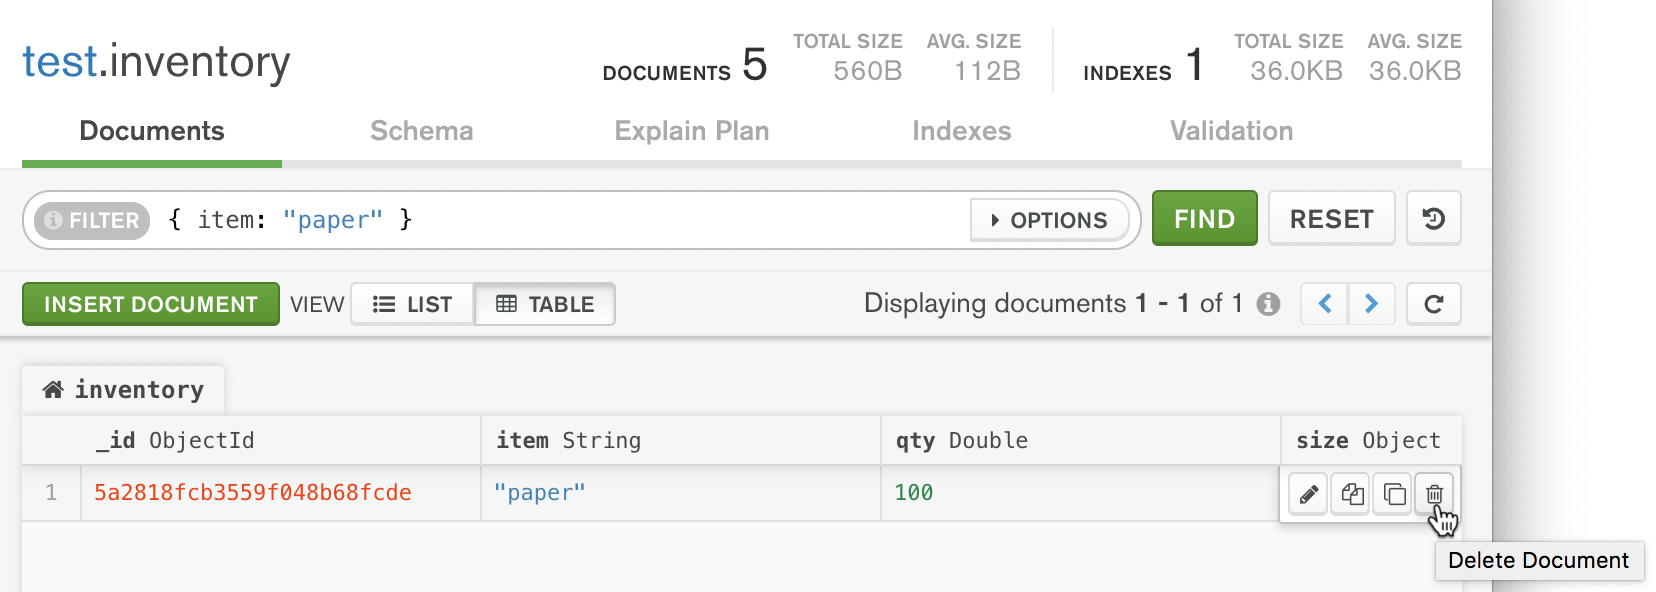 test.inventory
DOCUMENTS 5
TOTAL SIZE
560B
AVG. SIZE
112B
INDEXES 1
TOTAL SIZE
36.0KB
AVG. SIZE
36.0KB
Documents
Schema
Explain Plan
Indexes
Validation
FILTER
{ item: "paper" }
OPTIONS
FIND
RESET
INSERT DOCUMENT
VIEW
LIST
TABLE
Displaying documents 1 - 1 of 1
inventory
_id ObjectId
item String
qty Double
size Object
1
5a2818fcb3559f048b68fcde
"paper"
100
Delete Document